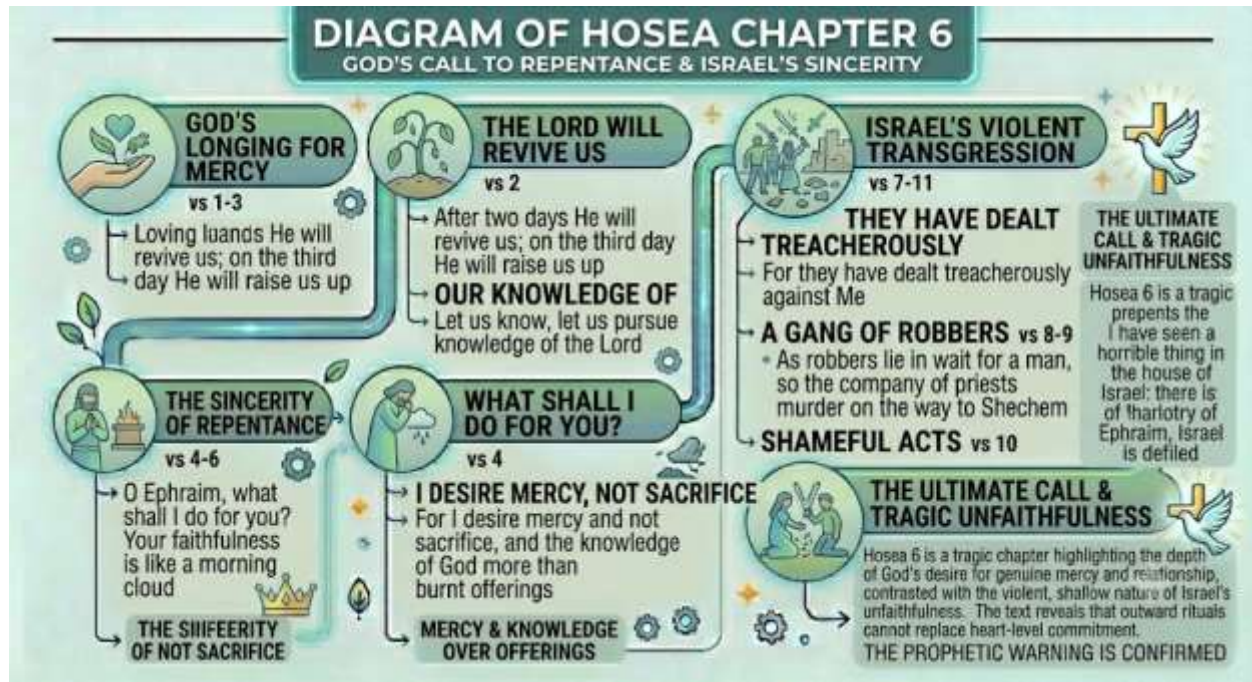 DIAGRAM OF HOSEA CHAPTER 6
GOD'S CALL TO REPENTANCE & ISRAEL'S SINCERITY
GOD'S
LONGING FOR
MERCY
vs 1-3
Loving luands He will
revive us; on the third
day He will raise us up
THE LORD WILL
REVIVE US
vs 2
After two days He will
revive us; on the third day
He will raise us up
OUR KNOWLEDGE OF
Let us know, let us pursue
knowledge of the Lord
THE SINCERITY
OF REPENTANCE
vs 4-6
O Ephraim, what
shall I do for you?
Your faithfulness
is like a morning
cloud
THE SIIIFEERITY
OF NOT SACRIFICE
WHAT SHALL I
DO FOR YOU?
vs 4
I DESIRE MERCY, NOT SACRIFICE
For I desire mercy and not
sacrifice, and the knowledge
of God more than
burnt offerings
MERCY & KNOWLEDGE
OVER OFFERINGS
ISRAEL'S VIOLENT
TRANSGRESSION
vs 7-11
THEY HAVE DEALT
TREACHEROUSLY
For they have dealt treacherously
against Me
A GANG OF ROBBERS vs 8-9
• As robbers lie in wait for a man,
so the company of priests
murder on the way to Shechem
SHAMEFUL ACTS vs 10
THE ULTIMATE
CALL & TRAGIC
UNFAITHFULNESS
Hosea 6 is a tragic
prepents the
I have seen a
horrible thing in
the house of
Israel: there is
of harlotry of
Ephraim, Israel
is defiled
THE ULTIMATE CALL &
TRAGIC UNFAITHFULNESS
Hosea 6 is a tragic chapter highlighting the depth
of God's desire for genuine mercy and relationship,
contrasted with the violent, shallow nature of Israel's
unfaithfulness. The text reveals that outward rituals
cannot replace heart-level commitment.
THE PROPHETIC WARNING IS CONFIRMED